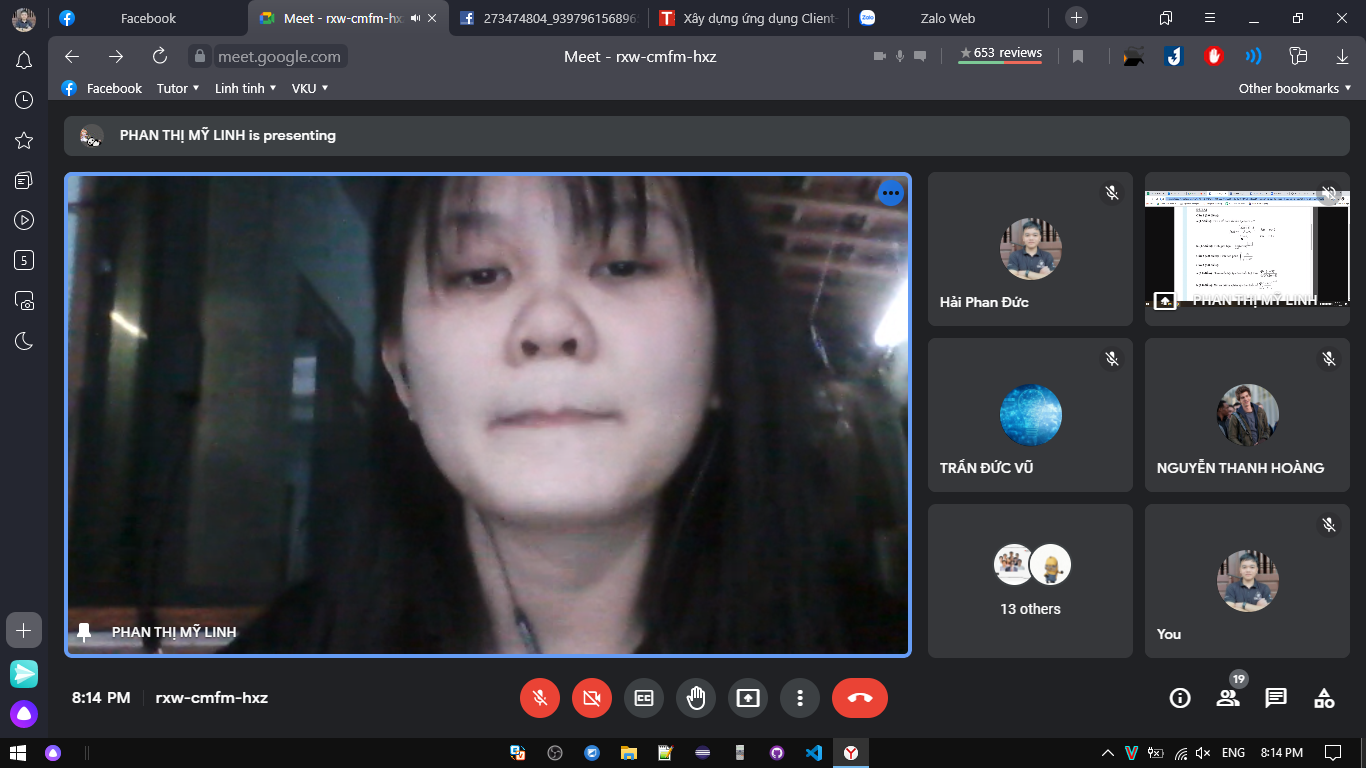 Facebook
Meet - rxw-cmfm-hx
273474804_939796156896
Xây dựng ứng dụng Client-
Zalo Web
meet.google.com
Meet - rxw-cmfm-hxz
★653 reviews
Facebook
Tutor
Linh tinh
VKU
Other bookmarks
PHAN THỊ MỸ LINH is presenting
Hải Phan Đức
PHAN THỊ MỸ LINH
TRẦN ĐỨC VŨ
NGUYỄN THANH HOÀNG
5
13 others
PHAN THỊ MỸ LINH
You
8:14 PM
rxw-cmfm-hxz
19
ENG
8:14 PM